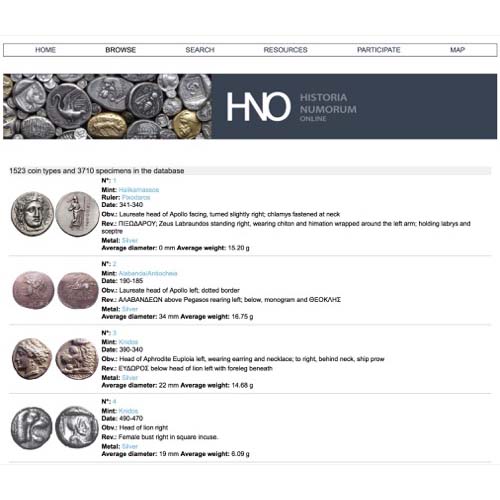 HOME BROWSE SEARCH RESOURCES PARTICIPATE MAP
HNO HISTORIA
NUMORUM
ONLINE
1523 coin types and 3710 specimens in the database
N°: 1
Mint: Halikarnassos
Ruler: Pixodaros
Date: 341-340
Obv.: Laureate head of Apollo facing, turned slightly right; chlamys fastened at neck
Rev.: ΠΙΞΩΔΑΡΟΥ; Zeus Labraundos standing right, wearing chiton and himation wrapped around the left arm; holding labrys and
sceptre
Metal: Silver
Average diameter: 0 mm Average weight: 15.20 g
N°: 2
Mint: Alabanda/Antiocheia
Date: 190-185
Obv.: Laureate head of Apollo left; dotted border
Rev.: ΑΛΑΒΑΝΔΕΩΝ above Pegasos rearing left; below, monogram and ΘΕΟΚΛΗΣ
Metal: Silver
Average diameter: 34 mm Average weight: 16.75 g
N°: 3
Mint: Knidos
Date: 390-340
Obv.: Head of Aphrodite Euploia left, wearing earring and necklace; to right, behind neck, ship prow
Rev.: ΕΥΔΩΡΟΣ below head of lion left with foreleg beneath
Metal: Silver
Average diameter: 22 mm Average weight: 14.68 g
N°: 4
Mint: Knidos
Date: 490-470
Obv.: Head of lion right
Rev.: Female bust right in square incuse.
Metal: Silver
Average diameter: 19 mm Average weight: 6.09 g